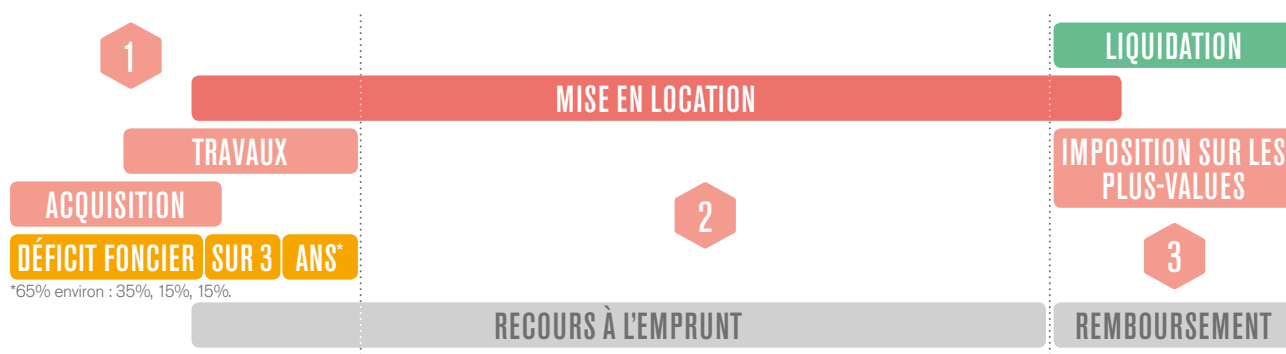 1
LIQUIDATION
MISE EN LOCATION
TRAVAUX
IMPOSITION SUR LES
PLUS-VALUES
ACQUISITION
2
DÉFICIT FONCIER SUR 3 ANS*
3
*65% environ : 35%, 15%, 15%.
RECOURS À L'EMPRUNT
REMBOURSEMENT